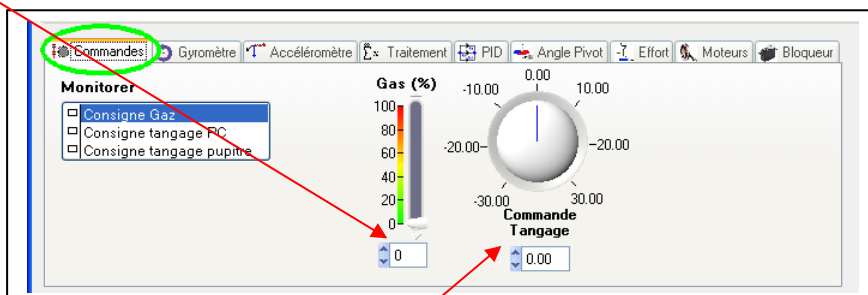 Commandes Gyromètre Accéléromètre Σx Traitement PID Angle Pivot Effort Moteurs Bloqueur
Monitorer
Consigne Gaz
Consigne tangage PC
Consigne tangage pupitre
Gas (%)
100
80
60
40
20
0
0
0.00
-10.00 10.00
-20.00 -20.00
-30.00 30.00
Commande
Tangage
0.00